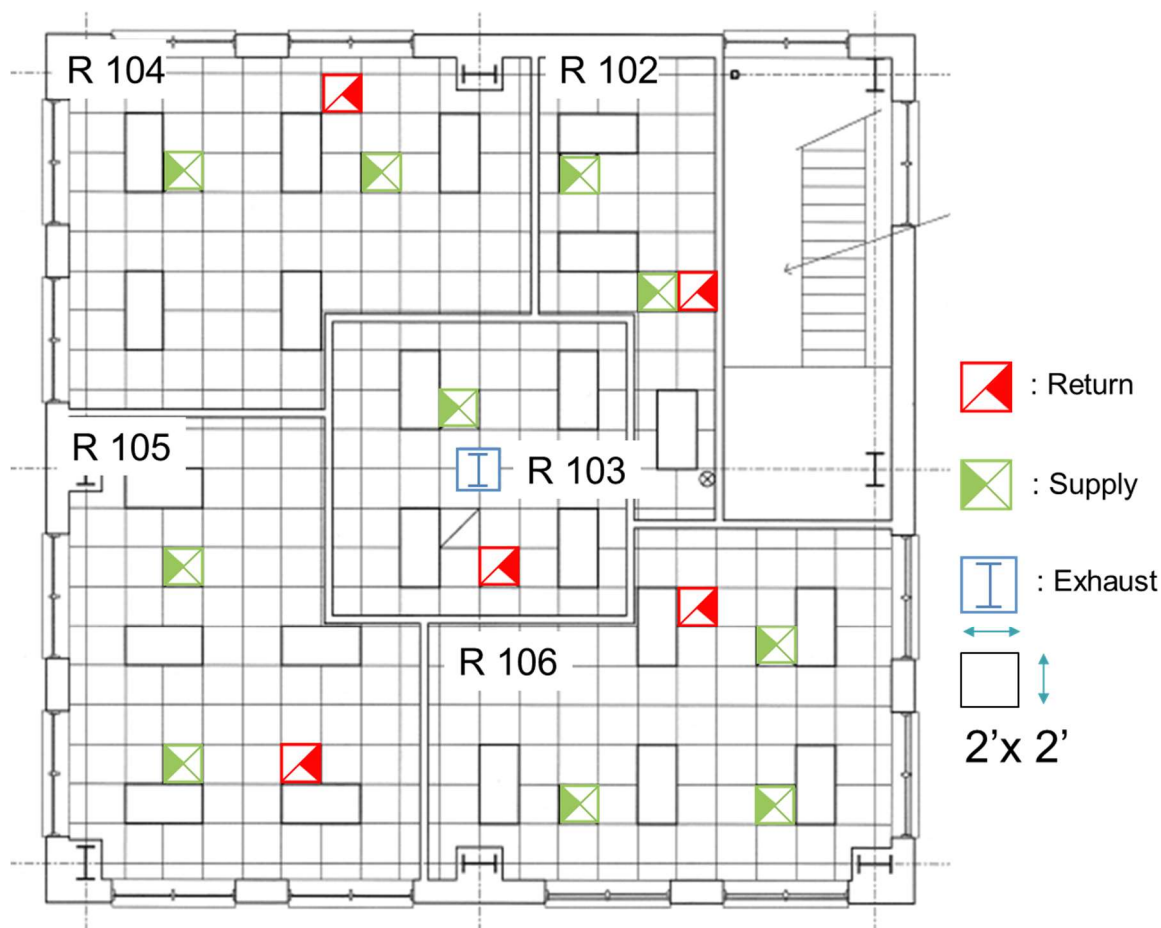 R 104
R 102
R 105
R 103
R 106
: Return
: Supply
: Exhaust
2’x 2’